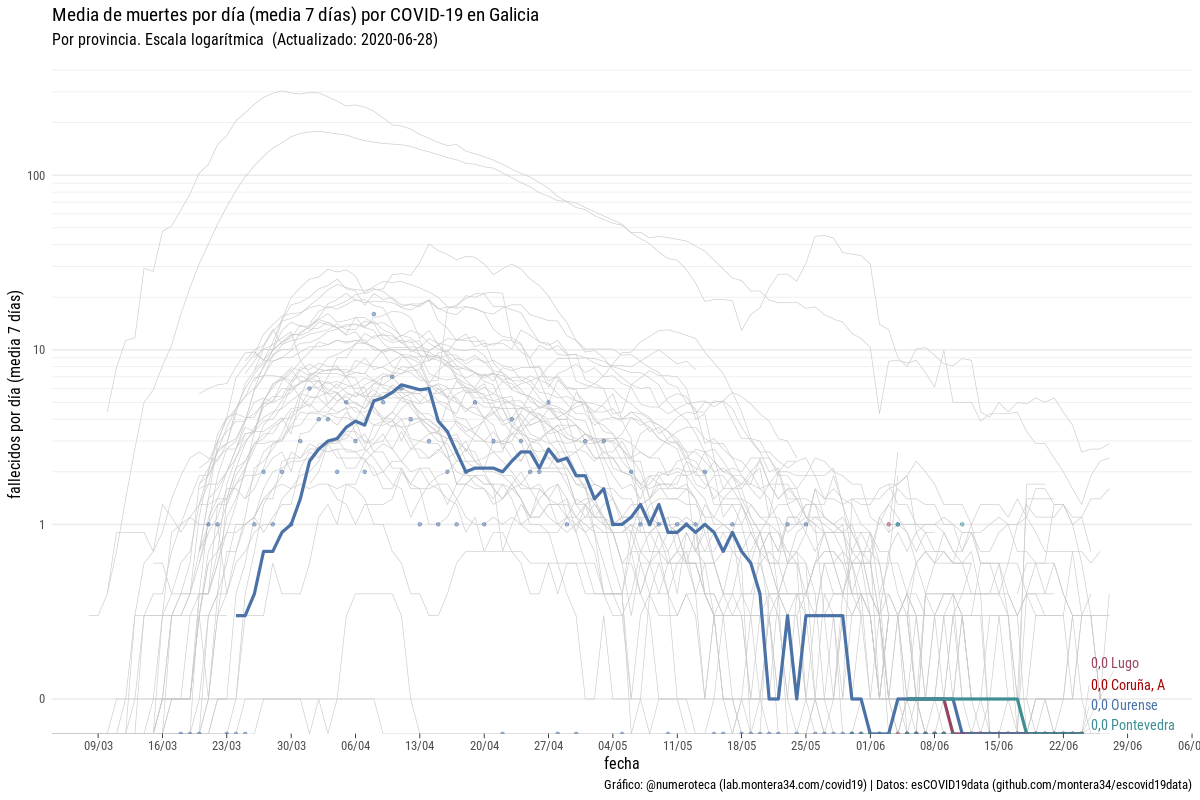 Media de muertes por día (media 7 días) por COVID-19 en Galicia
Por provincia. Escala logarítmica (Actualizado: 2020-06-28)
fallecidos por día (media 7 días)
100
10
1
0
0,0 Lugo
0,0 Coruña, A
0,0 Ourense
0,0 Pontevedra
09/03 16/03 23/03 30/03 06/04 13/04 20/04 27/04 04/05 11/05 18/05 25/05 01/06 08/06 15/06 22/06 29/06 06/0
fecha
Gráfico: @numeroteca (lab.montera34.com/covid19) | Datos: esCOVID19data (github.com/montera34/escovid19data)